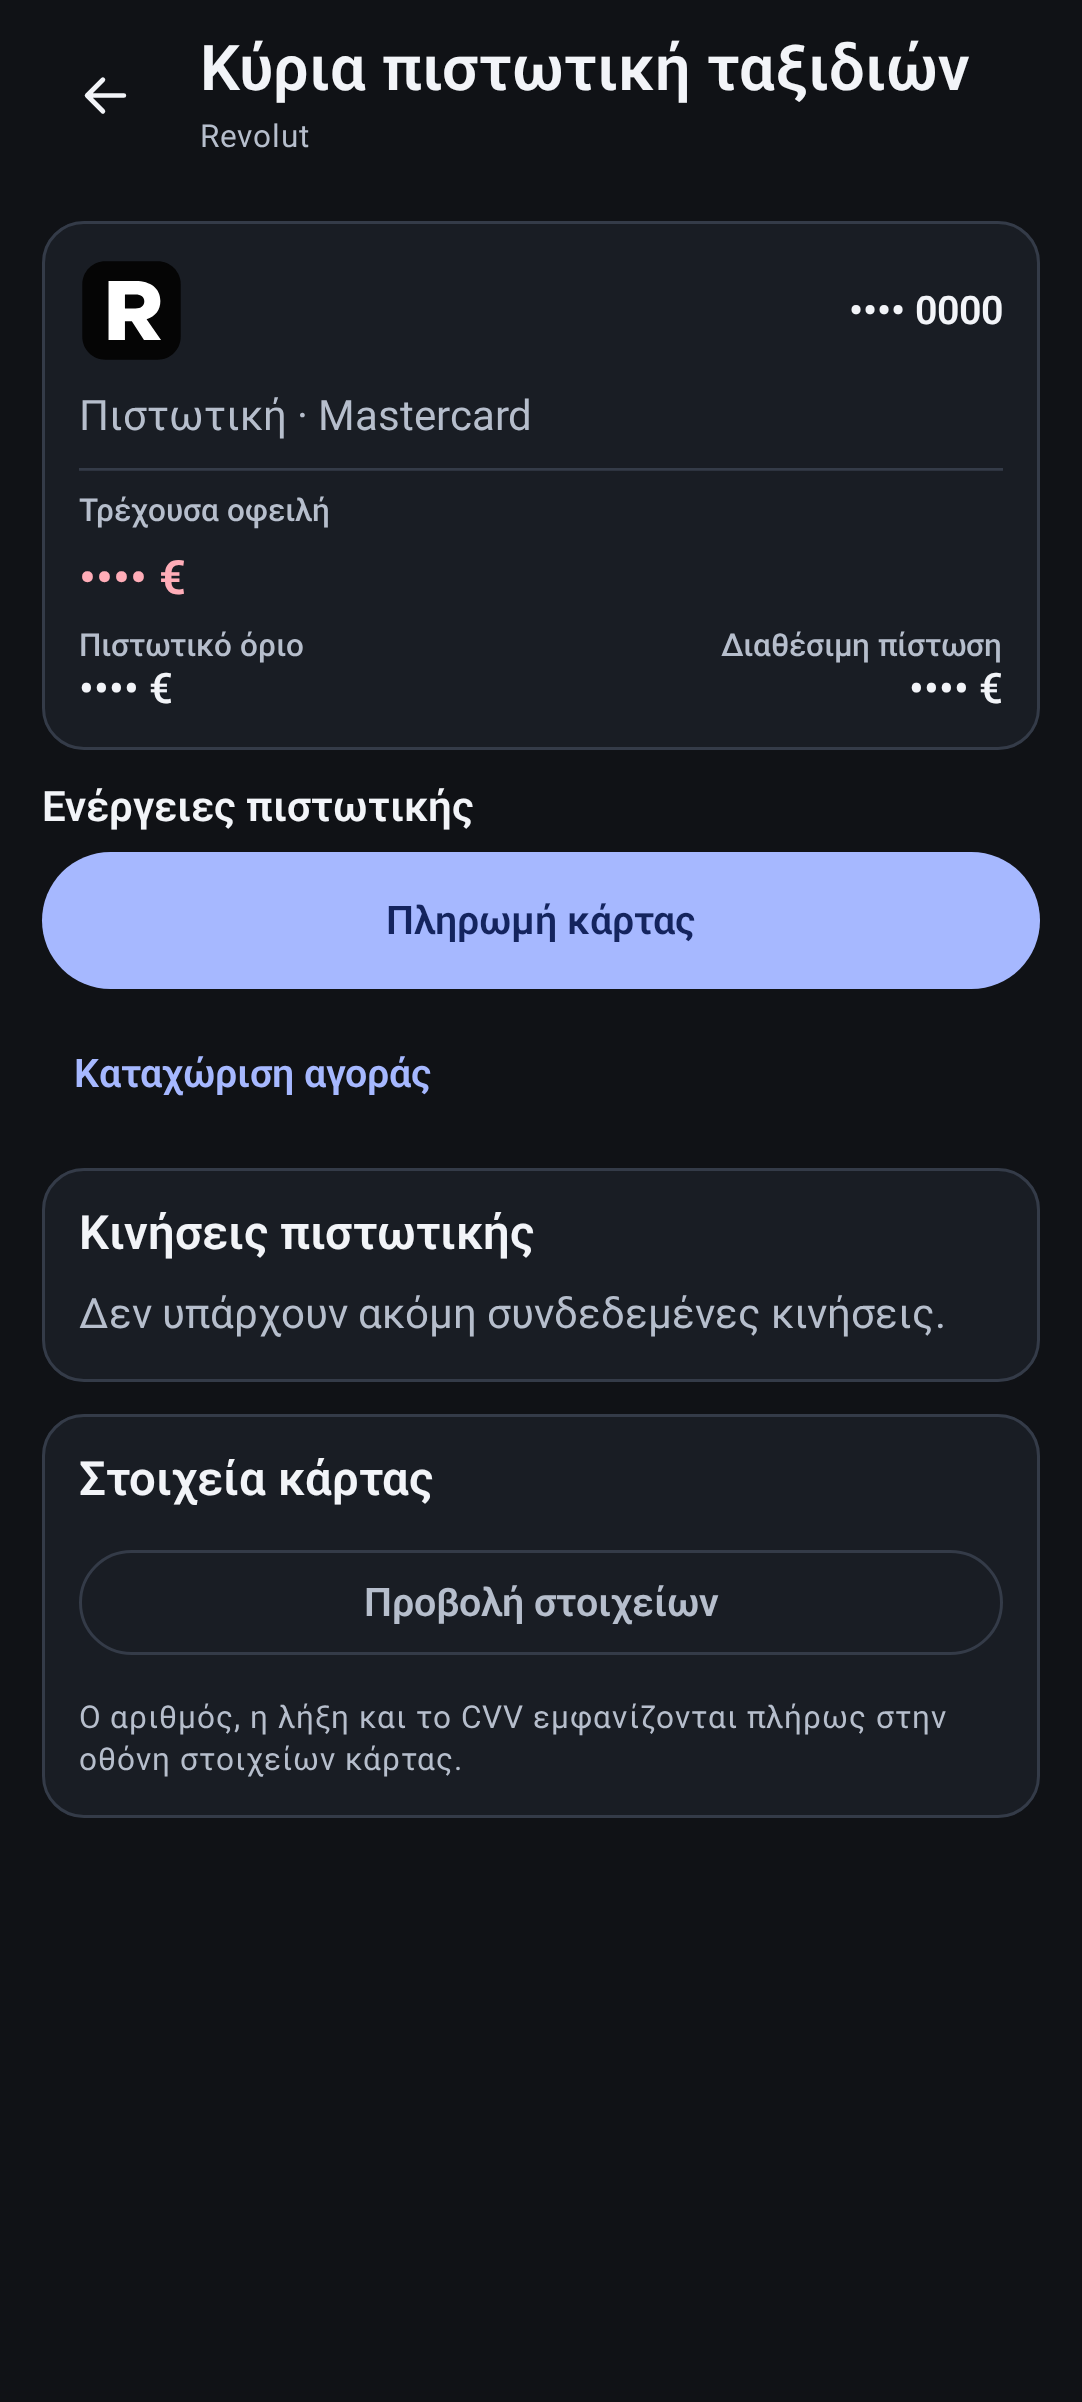 Κύρια πιστωτική ταξιδιών
Revolut
R
•••• 0000
Πιστωτική · Mastercard
Τρέχουσα οφειλή
•••• €
Πιστωτικό όριο
Διαθέσιμη πίστωση
•••• €
•••• €
Ενέργειες πιστωτικής
Πληρωμή κάρτας
Καταχώριση αγοράς
Κινήσεις πιστωτικής
Δεν υπάρχουν ακόμη συνδεδεμένες κινήσεις.
Στοιχεία κάρτας
Προβολή στοιχείων
Ο αριθμός, η λήξη και το CVV εμφανίζονται πλήρως στην
οθόνη στοιχείων κάρτας.